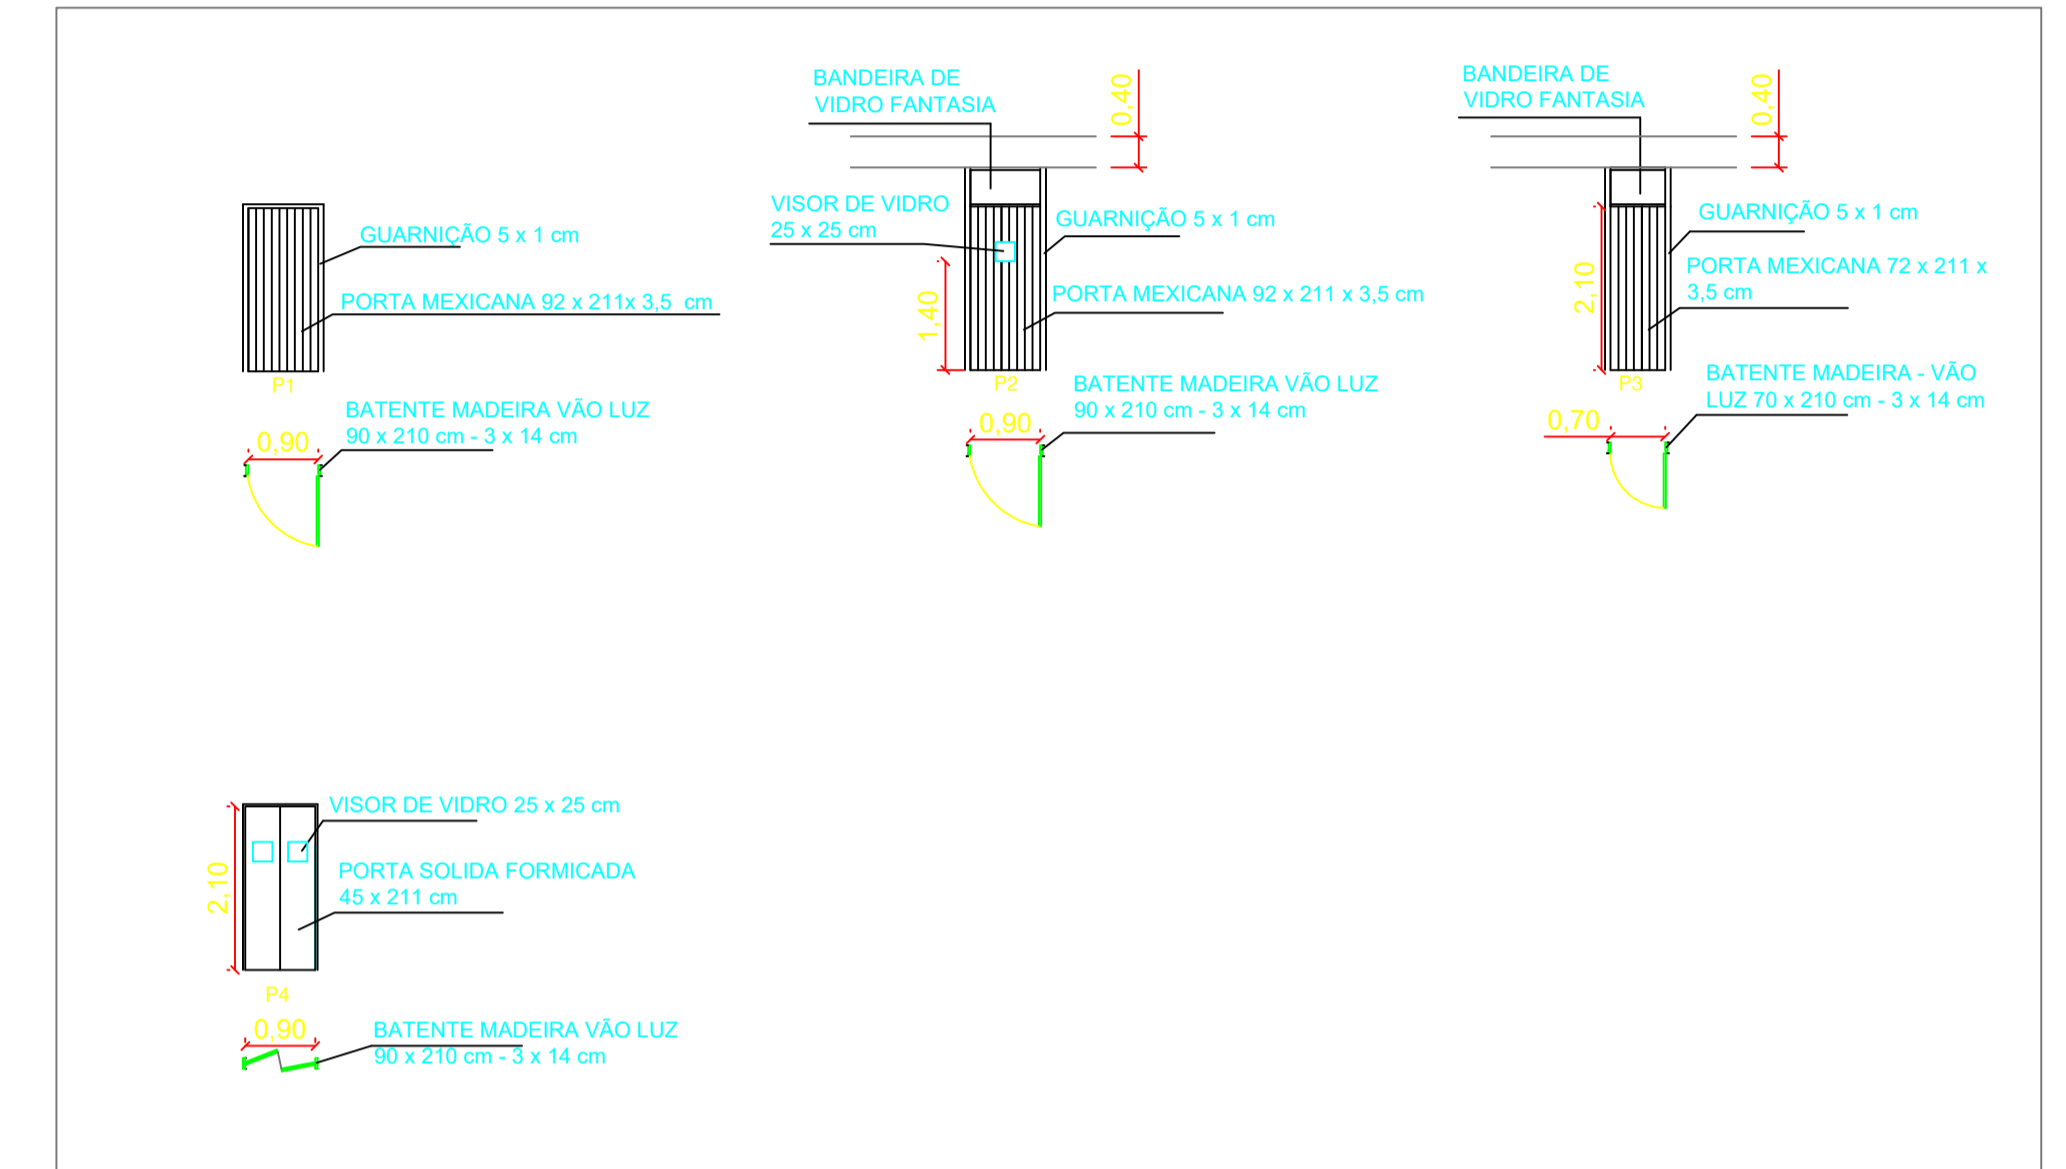 GUARNIÇÃO 5 x 1 cm
PORTA MEXICANA 92 x 211x 3,5  cm
P1
BATENTE MADEIRA VÃO LUZ
90 x 210 cm - 3 x 14 cm
0,90
BANDEIRA DE
VIDRO FANTASIA
0,40
VISOR DE VIDRO
25 x 25 cm
GUARNIÇÃO 5 x 1 cm
1,40
PORTA MEXICANA 92 x 211 x 3,5 cm
P2
BATENTE MADEIRA VÃO LUZ
90 x 210 cm - 3 x 14 cm
0,90
BANDEIRA DE
VIDRO FANTASIA
0,40
GUARNIÇÃO 5 x 1 cm
2,10
PORTA MEXICANA 72 x 211 x
3,5 cm
P3
BATENTE MADEIRA - VÃO
LUZ 70 x 210 cm - 3 x 14 cm
0,70
VISOR DE VIDRO 25 x 25 cm
2,10
PORTA SOLIDA FORMICADA
45 x 211 cm
P4
0,90
BATENTE MADEIRA VÃO LUZ
90 x 210 cm - 3 x 14 cm